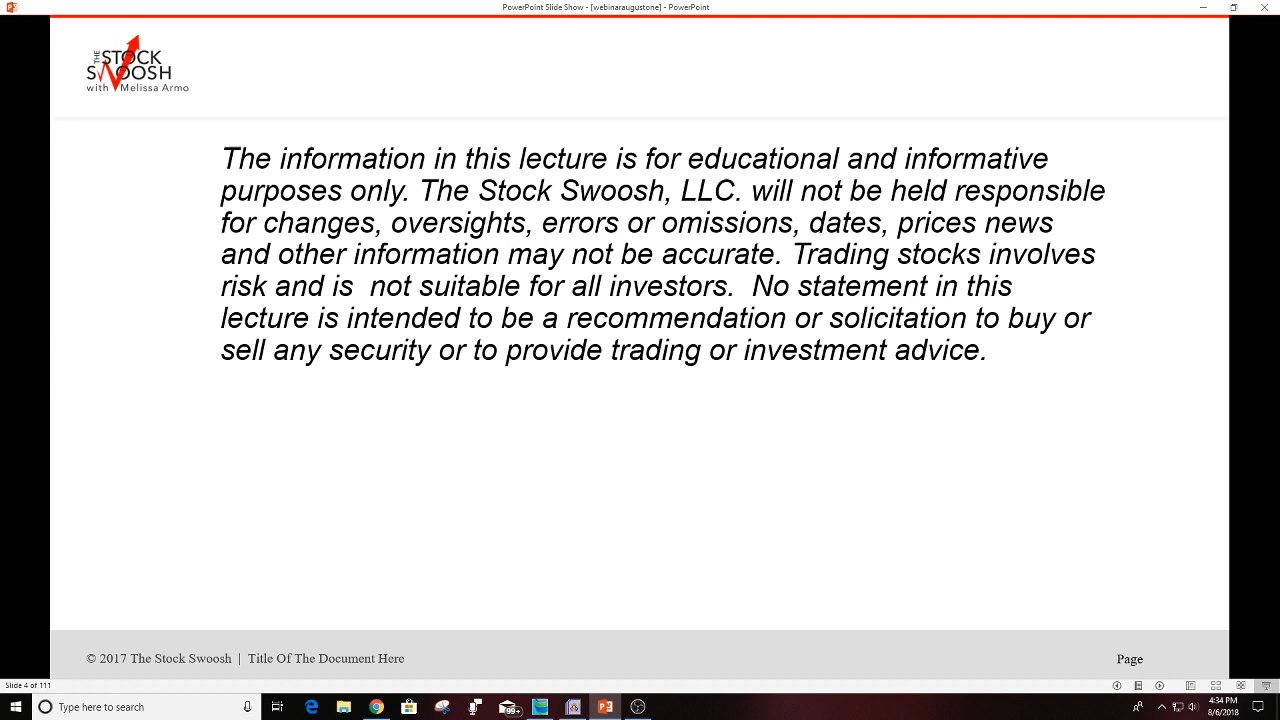 PowerPoint Slide Show - [webinaraugustone] - PowerPoint
THE STOCK
SWOOSH
with Melissa Armo
The information in this lecture is for educational and informative
purposes only. The Stock Swoosh, LLC. will not be held responsible
for changes, oversights, errors or omissions, dates, prices news
and other information may not be accurate. Trading stocks involves
risk and is  not suitable for all investors.  No statement in this
lecture is intended to be a recommendation or solicitation to buy or
sell any security or to provide trading or investment advice.
© 2017 The Stock Swoosh | Title Of The Document Here
Page
Slide 4 of 111
Type here to search
99+
4:34 PM
8/6/2018